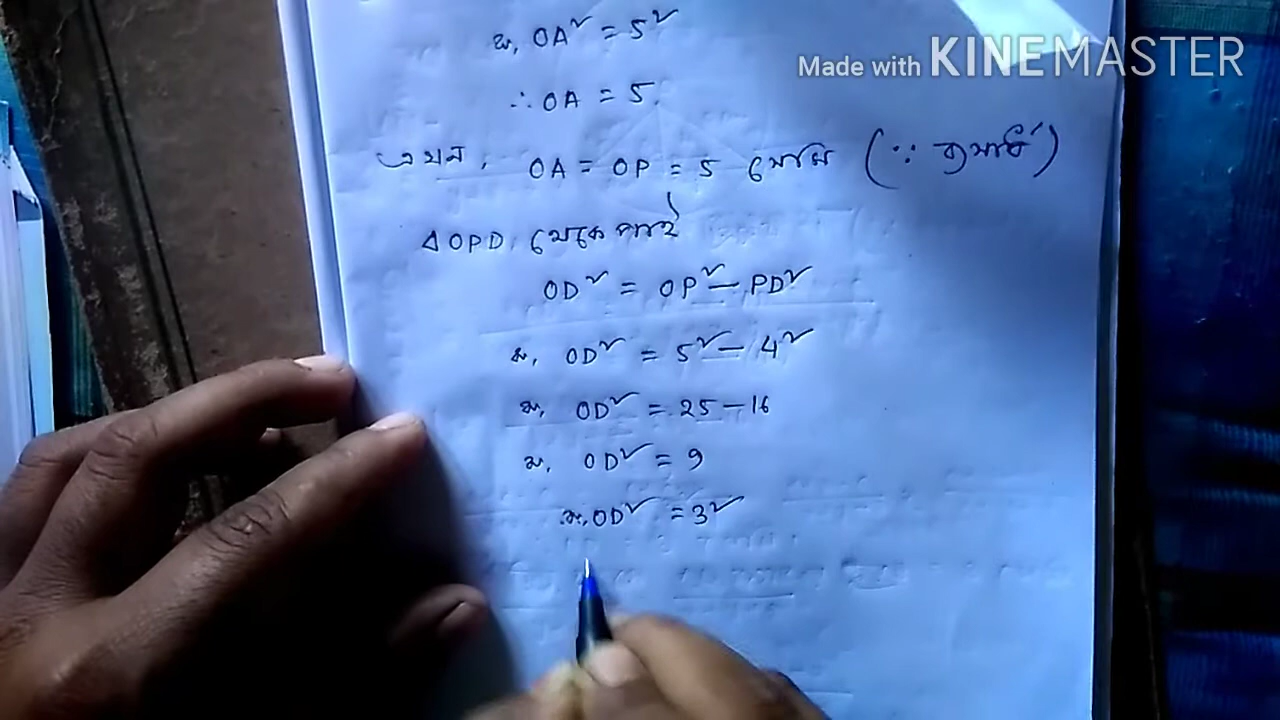 Made with KINEMASTER
বা, OA² = 5²
∴ OA = 5
এখন, OA = OP = 5 সেমি (∵ ব্যাসার্ধ)
Δ OPD থেকে পাই
OD² = OP² – PD²
বা, OD² = 5² – 4²
বা, OD² = 25 – 16
বা, OD² = 9
বা, OD² = 3²